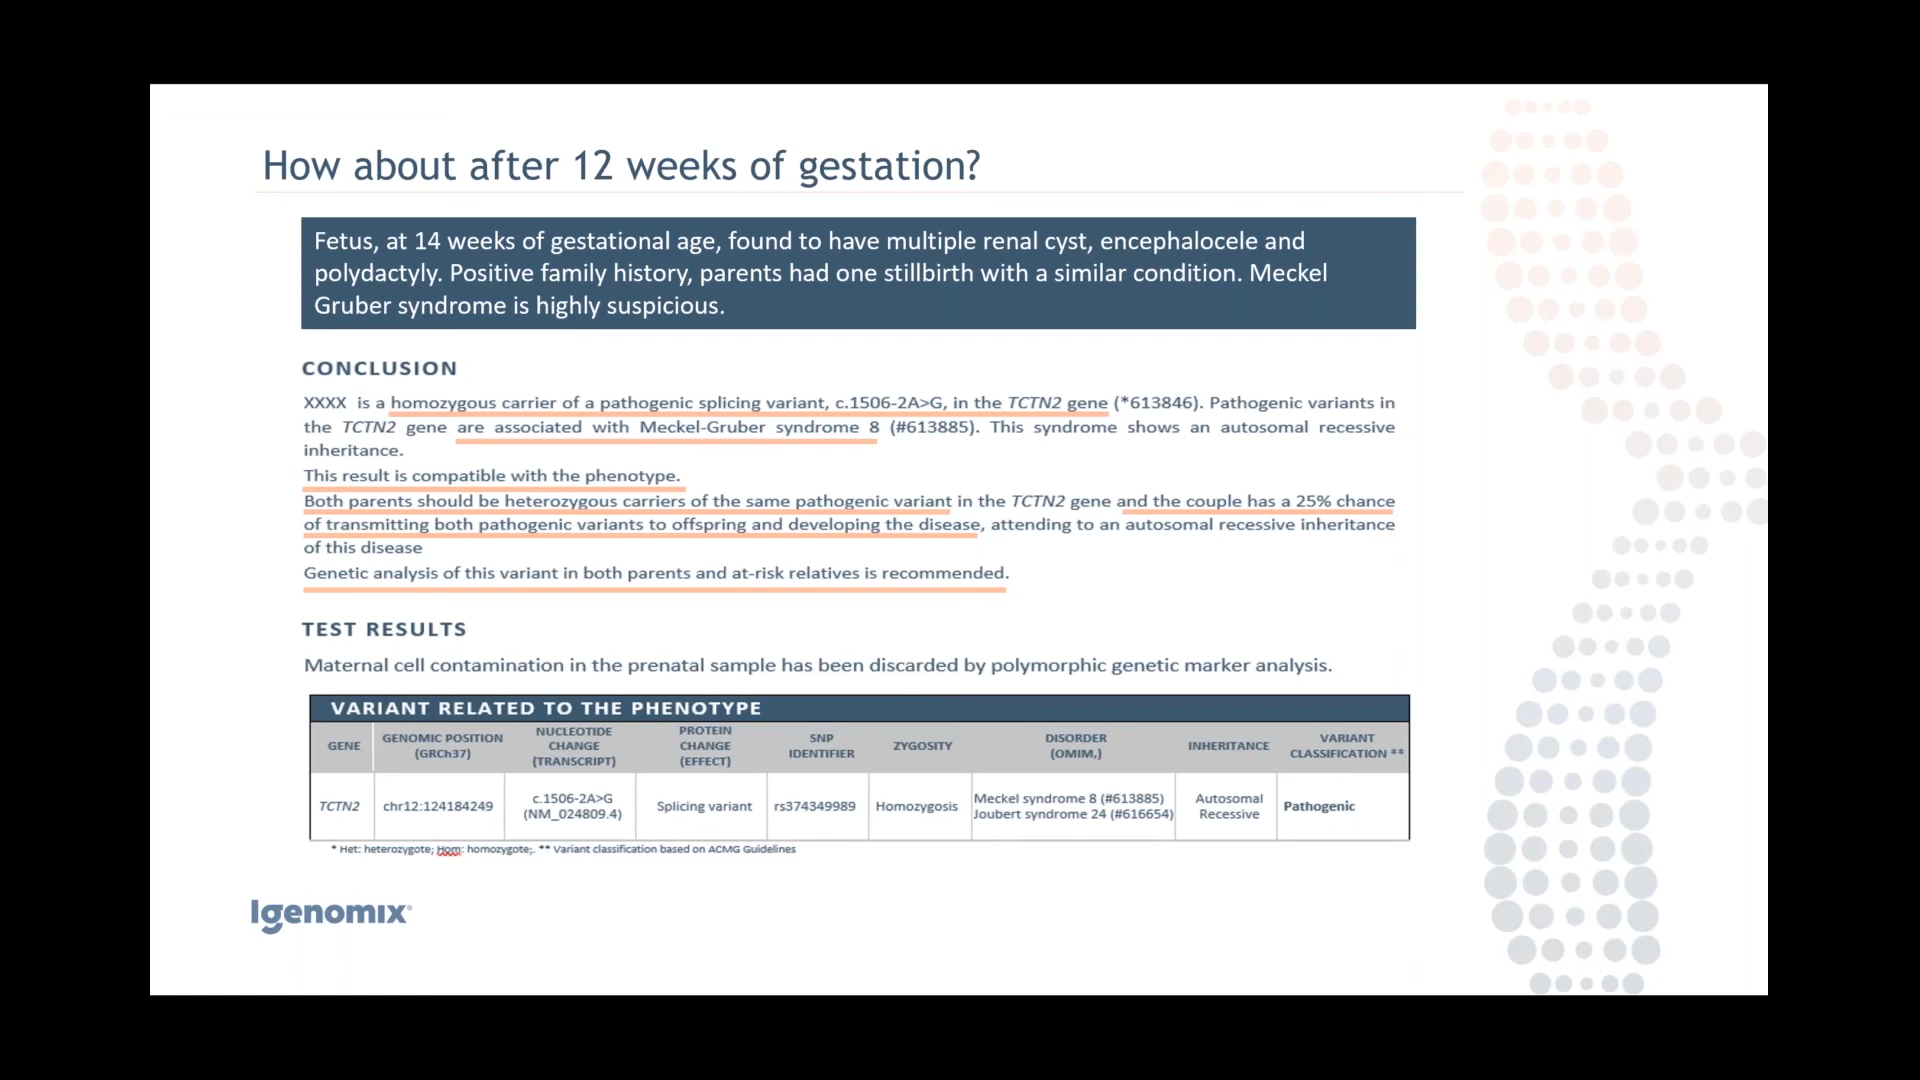 How about after 12 weeks of gestation?
Fetus, at 14 weeks of gestational age, found to have multiple renal cyst, encephalocele and
polydactyly. Positive family history, parents had one stillbirth with a similar condition. Meckel
Gruber syndrome is highly suspicious.
CONCLUSION
XXXX is a homozygous carrier of a pathogenic splicing variant, c.1506-2A>G, in the TCTN2 gene (*613846). Pathogenic variants in
the TCTN2 gene are associated with Meckel-Gruber syndrome 8 (#613885). This syndrome shows an autosomal recessive
inheritance.
This result is compatible with the phenotype.
Both parents should be heterozygous carriers of the same pathogenic variant in the TCTN2 gene and the couple has a 25% chance
of transmitting both pathogenic variants to offspring and developing the disease, attending to an autosomal recessive inheritance
of this disease
Genetic analysis of this variant in both parents and at-risk relatives is recommended.
TEST RESULTS
Maternal cell contamination in the prenatal sample has been discarded by polymorphic genetic marker analysis.
VARIANT RELATED TO THE PHENOTYPE
GENE
GENOMIC POSITION
(GRCh37)
NUCLEOTIDE
CHANGE
(TRANSCRIPT)
PROTEIN
CHANGE
(EFFECT)
SNP
IDENTIFIER
ZYGOSITY
DISORDER
(OMIM,)
INHERITANCE
VARIANT
CLASSIFICATION **
TCTN2
chr12:124184249
c.1506-2A>G
(NM_024809.4)
Splicing variant
rs374349989
Homozygosis
Meckel syndrome 8 (#613885)
Joubert syndrome 24 (#616654)
Autosomal
Recessive
Pathogenic
* Het: heterozygote; Hom: homozygote;. ** Variant classification based on ACMG Guidelines
Igenomix®